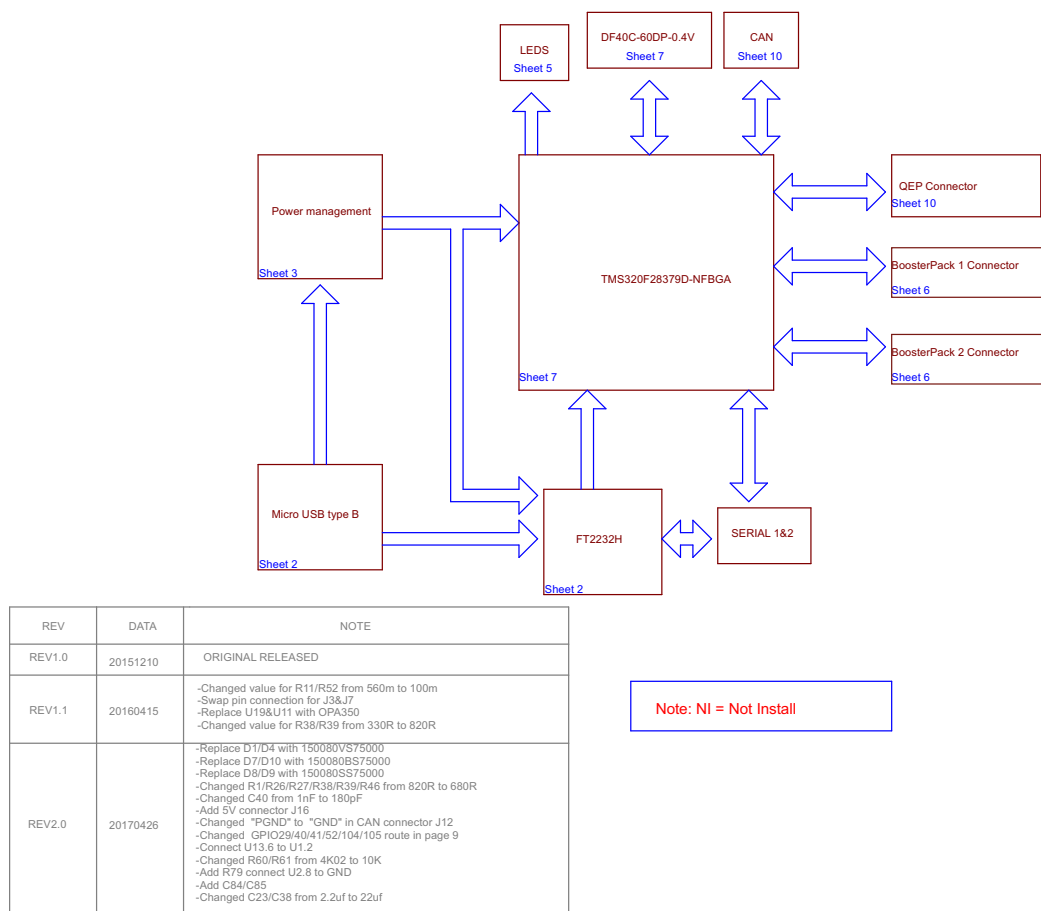 LEDS
Sheet 5
DF40C-60DP-0.4V
Sheet 7
CAN
Sheet 10
Power management
Sheet 3
TMS320F28379D-NFBGA
Sheet 7
QEP Connector
Sheet 10
BoosterPack 1 Connector
Sheet 6
BoosterPack 2 Connector
Sheet 6
Micro USB type B
Sheet 2
FT2232H
Sheet 2
SERIAL 1&2
REV DATA NOTE
REV1.0 20151210 ORIGINAL RELEASED
REV1.1 20160415
-Changed value for R11/R52 from 560m to 100m
-Swap pin connection for J3&J7
-Replace U19&U11 with OPA350
-Changed value for R38/R39 from 330R to 820R
REV2.0 20170426
-Replace D1/D4 with 150080VS75000
-Replace D7/D10 with 150080BS75000
-Replace D8/D9 with 150080SS75000
-Changed R1/R26/R27/R38/R39/R46 from 820R to 680R
-Changed C40 from 1nF to 180pF
-Add 5V connector J16
-Changed "PGND" to "GND" in CAN connector J12
-Changed GPIO29/40/41/52/104/105 route in page 9
-Connect U13.6 to U1.2
-Changed R60/R61 from 4K02 to 10K
-Add R79 connect U2.8 to GND
-Add C84/C85
-Changed C23/C38 from 2.2uf to 22uf
Note: NI = Not Install